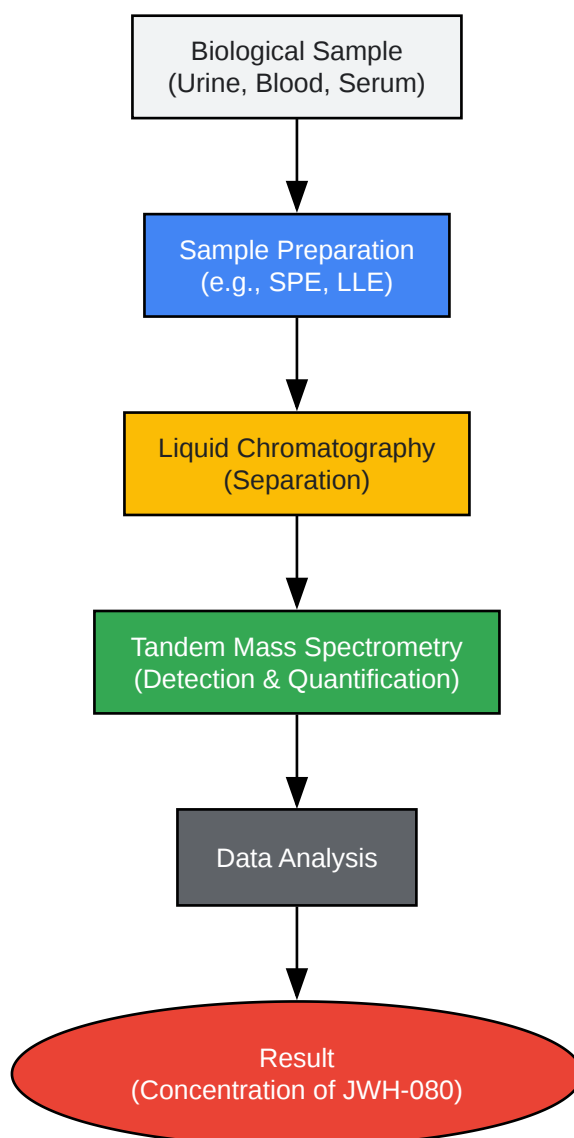 Biological Sample
(Urine, Blood, Serum)
Sample Preparation
(e.g., SPE, LLE)
Liquid Chromatography
(Separation)
Tandem Mass Spectrometry
(Detection & Quantification)
Data Analysis
Result
(Concentration of JWH-080)